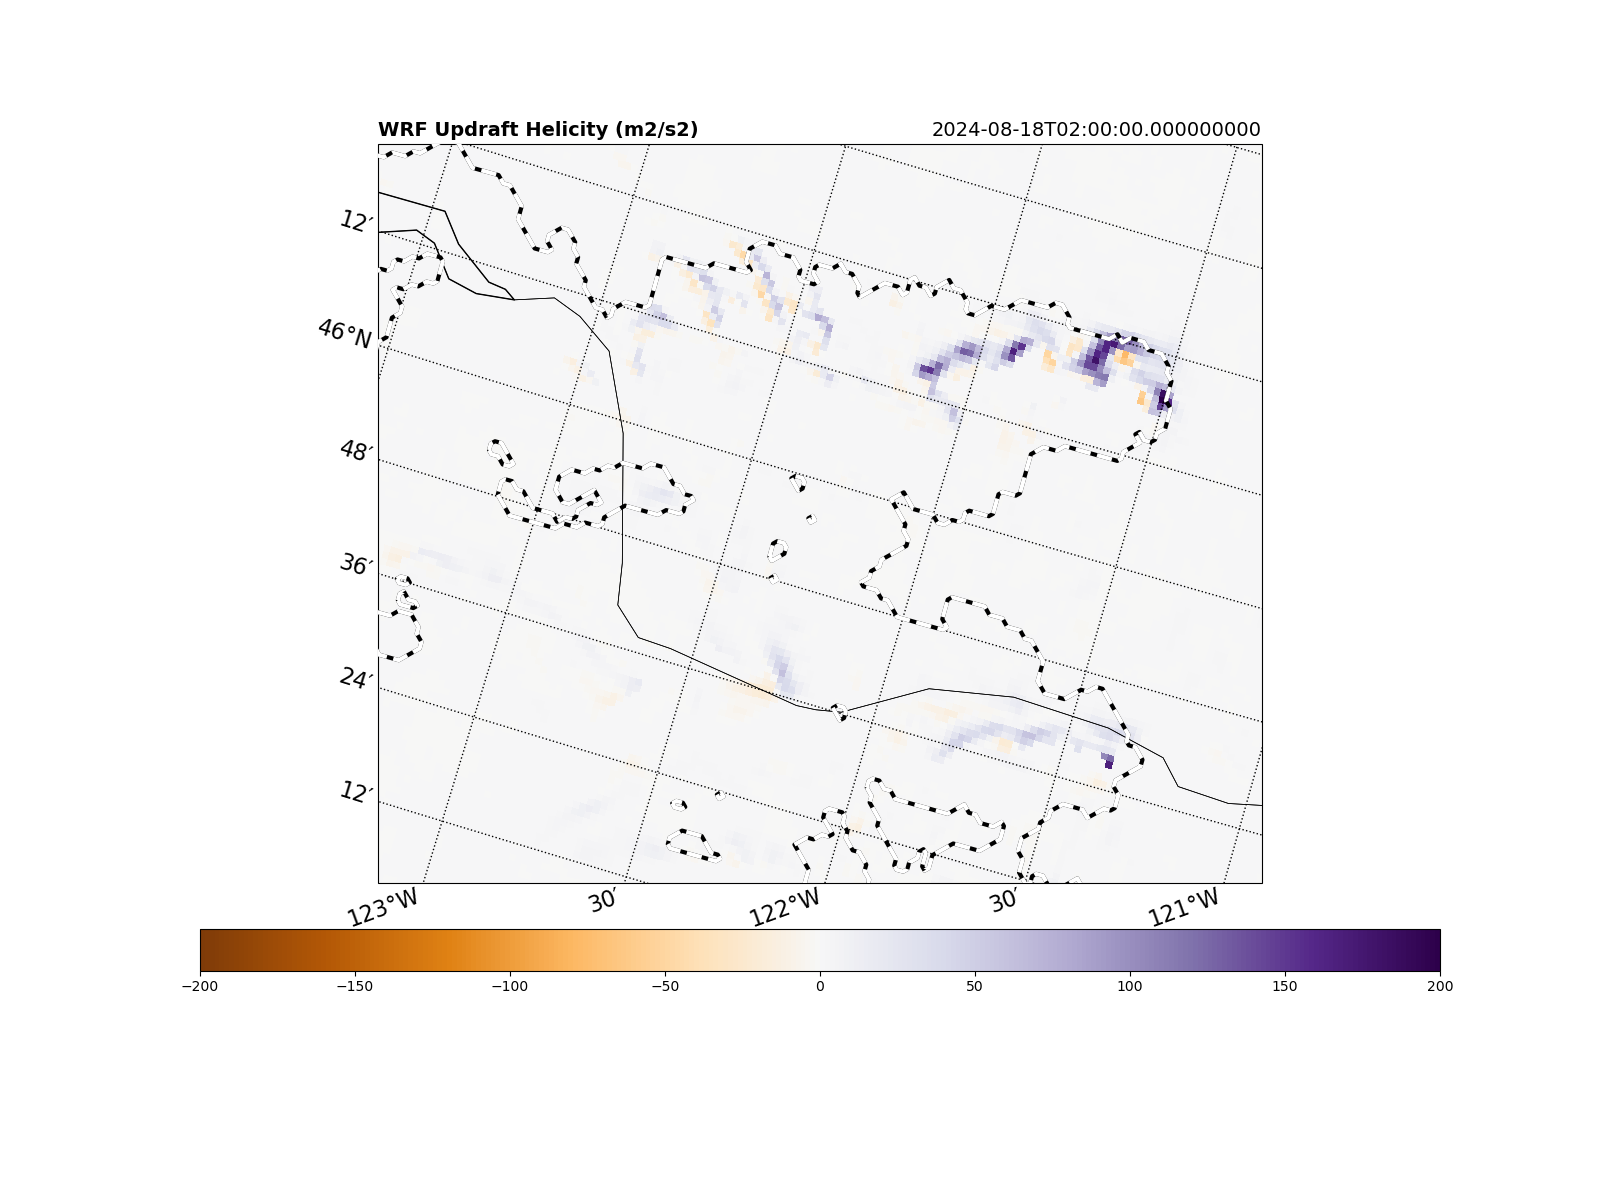 WRF Updraft Helicity (m2/s2) 2024-08-18T02:00:00.000000000
12′
46°N
48′
36′
24′
12′
123°W 30′ 122°W 30′ 121°W
−200 −150 −100 −50 0 50 100 150 200